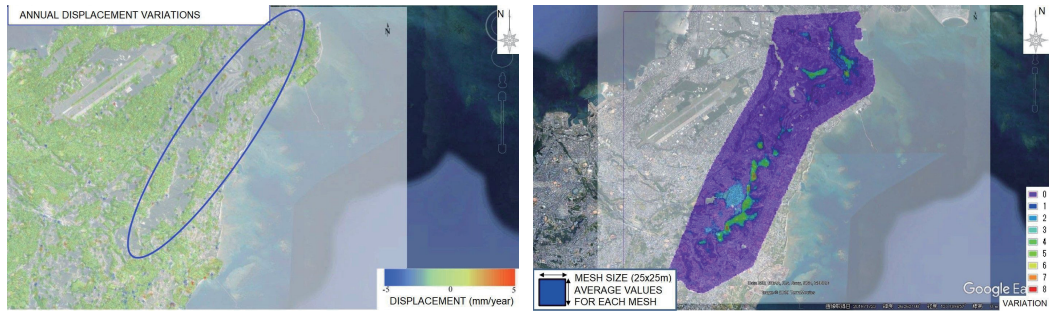 ANNUAL DISPLACEMENT VARIATIONS
N
N
-5
0
5
DISPLACEMENT (mm/year)
N
N
0
1
2
3
4
5
6
7
8
VARIATION
MESH SIZE (25x25m)
AVERAGE VALUES
FOR EACH MESH
Google Ea